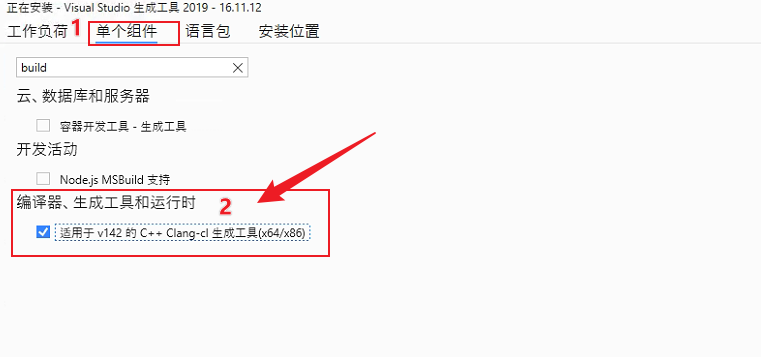 正在安装 - Visual Studio 生成工具 2019 - 16.11.12
工作负荷 1 单个组件 语言包 安装位置
build
云、数据库和服务器
容器开发工具 - 生成工具
开发活动
Node.js MSBuild 支持
编译器、生成工具和运行时 2
适用于 v142 的 C++ Clang-cl 生成工具(x64/x86)